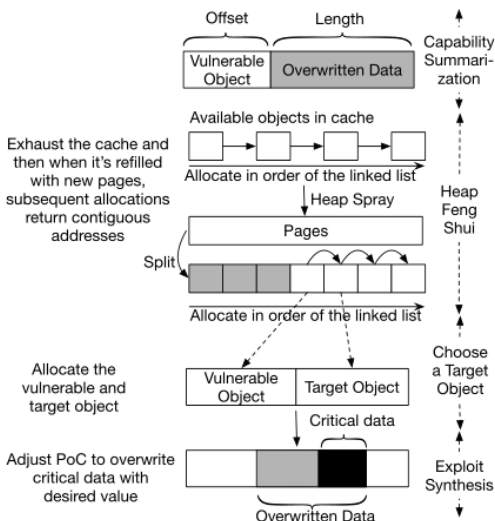 Offset
Length
Capability
Summari-
zation
Vulnerable
Object
Overwritten Data
Available objects in cache
Exhaust the cache and
then when it's refilled
with new pages,
subsequent allocations
return contiguous
addresses
Allocate in order of the linked list
Heap Spray
Heap
Feng
Shui
Pages
Split
Allocate in order of the linked list
Allocate the
vulnerable and
target object
Vulnerable
Object
Target Object
Choose
a Target
Object
Critical data
Adjust PoC to overwrite
critical data with
desired value
Exploit
Synthesis
Overwritten Data